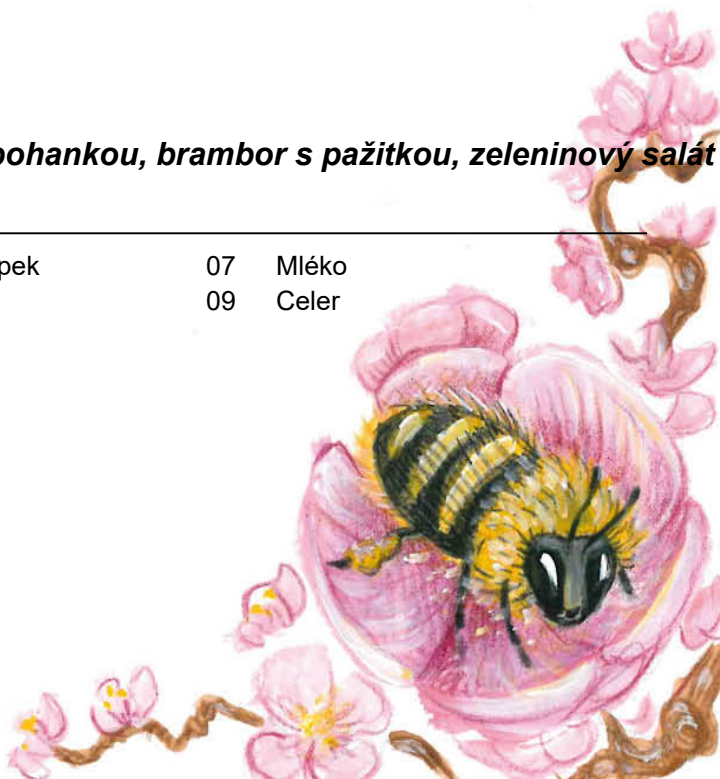 pohankou, brambor s pažitkou, zeleninový salát
pek 07 Mléko
09 Celer